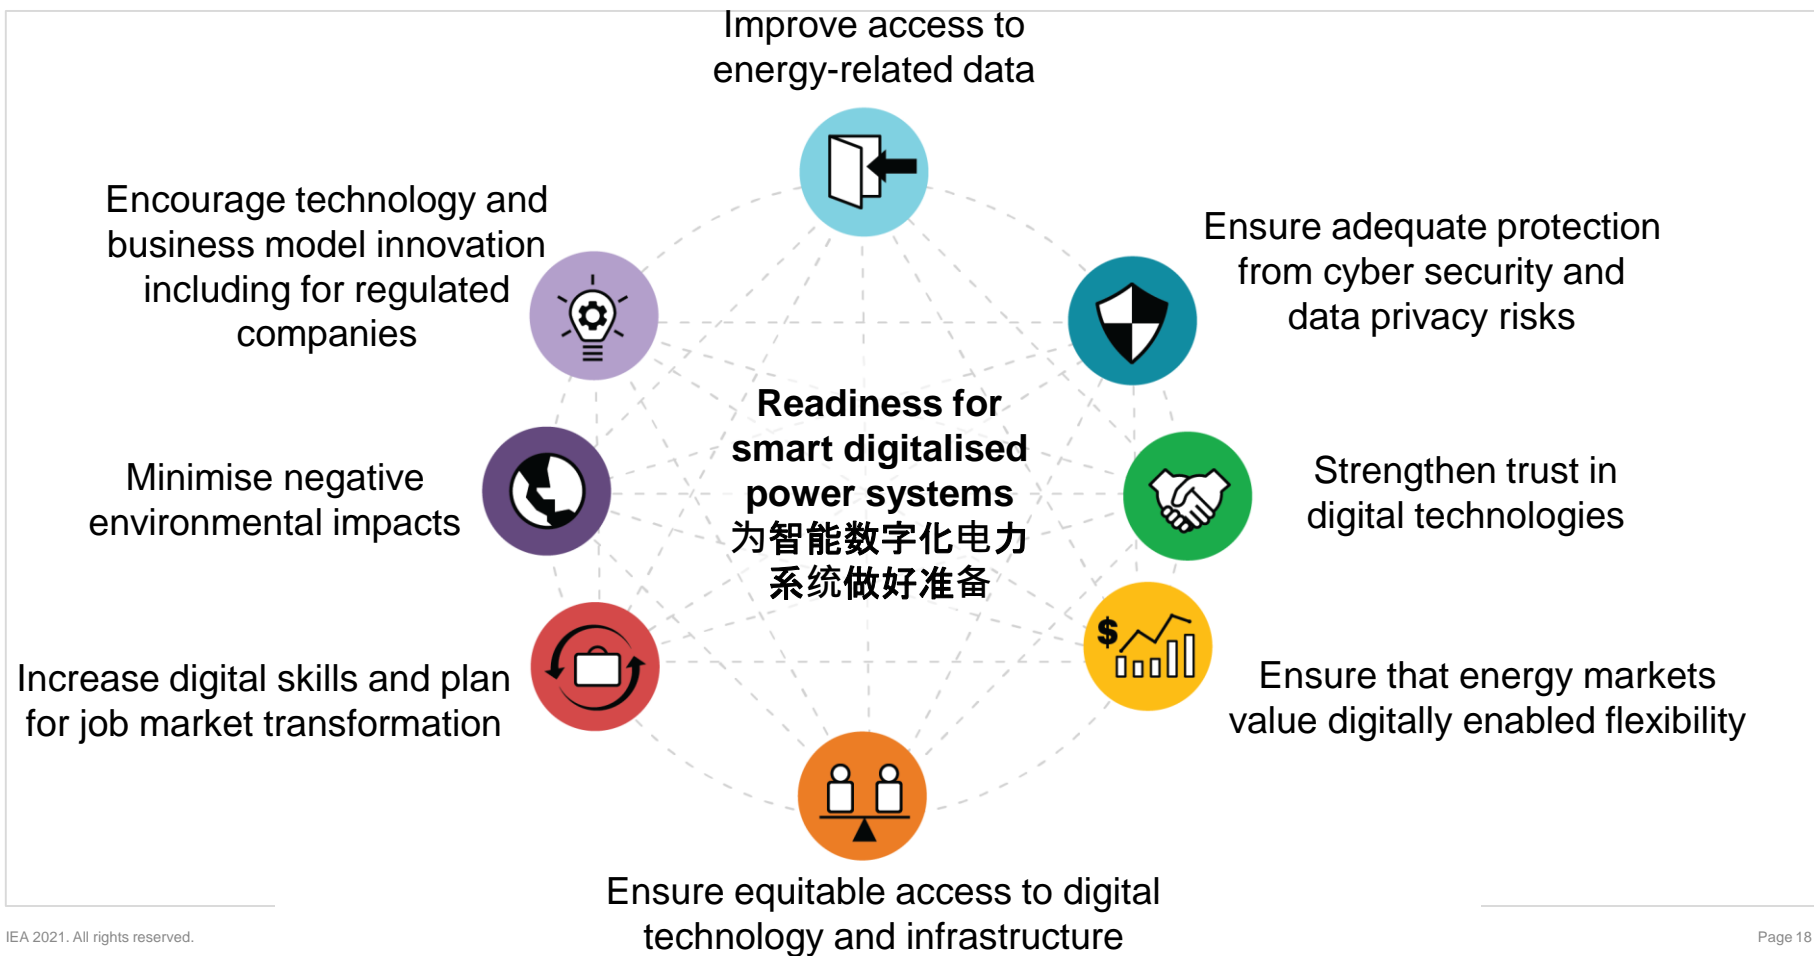 Improve access to
energy-related data
Encourage technology and
business model innovation
including for regulated
companies
Ensure adequate protection
from cyber security and
data privacy risks
Readiness for
smart digitalised
power systems
为智能数字化电力
系统做好准备
Minimise negative
environmental impacts
Strengthen trust in
digital technologies
$
Increase digital skills and plan
for job market transformation
Ensure that energy markets
value digitally enabled flexibility
Ensure equitable access to digital
technology and infrastructure
IEA 2021. All rights reserved.
Page 18